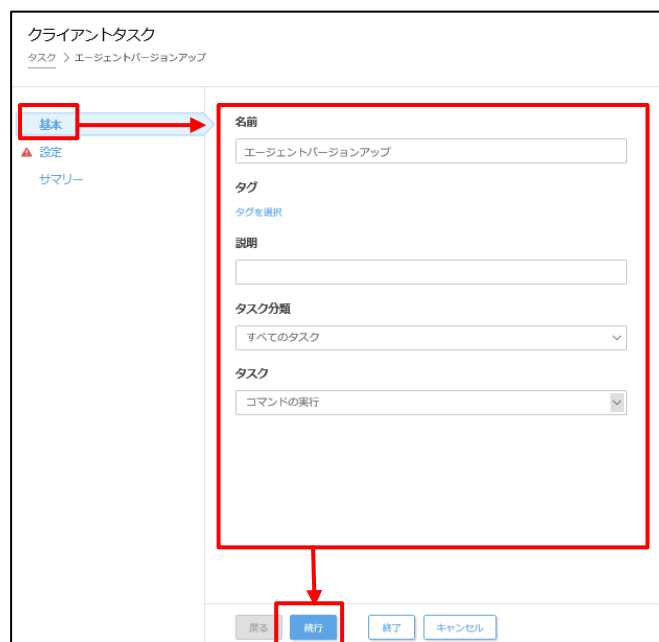 クライアントタスク
タスク > エージェントバージョンアップ
基本
設定
サマリー
名前
エージェントバージョンアップ
タグ
タグを選択
説明
タスク分類
すべてのタスク
タスク
コマンドの実行
戻る
続行
終了
キャンセル